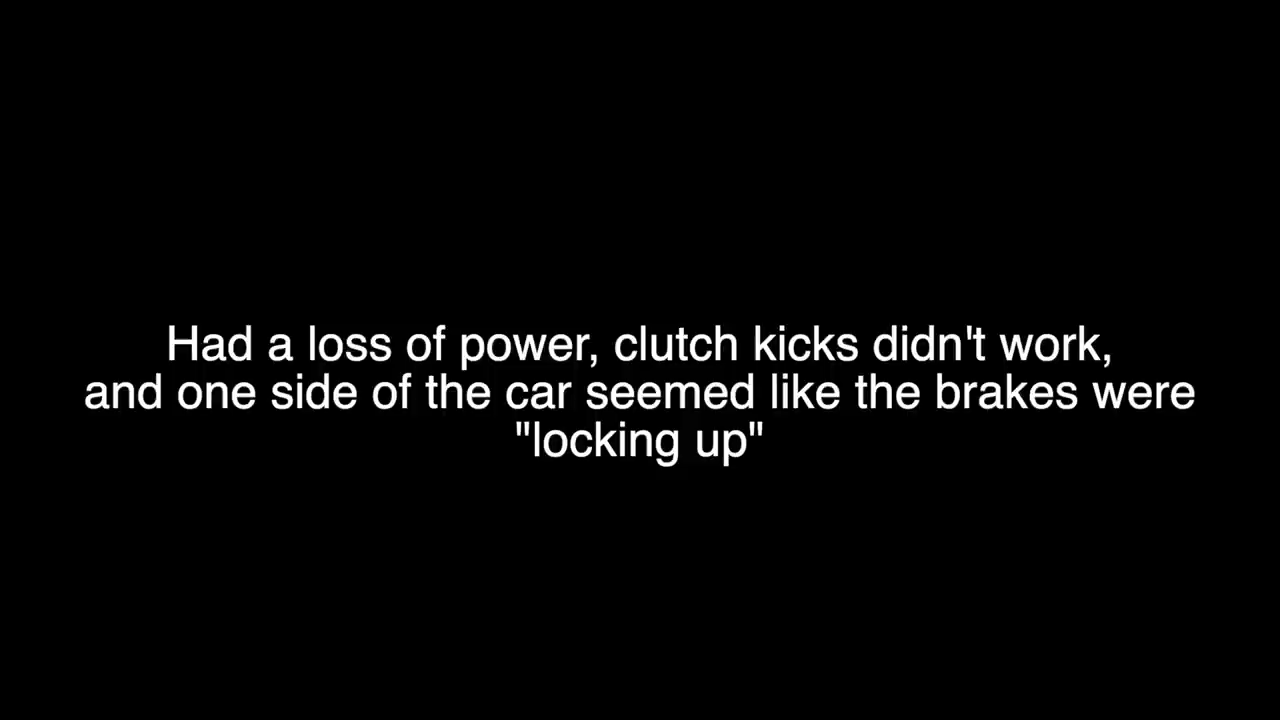 Had a loss of power, clutch kicks didn't work,
and one side of the car seemed like the brakes were
"locking up"